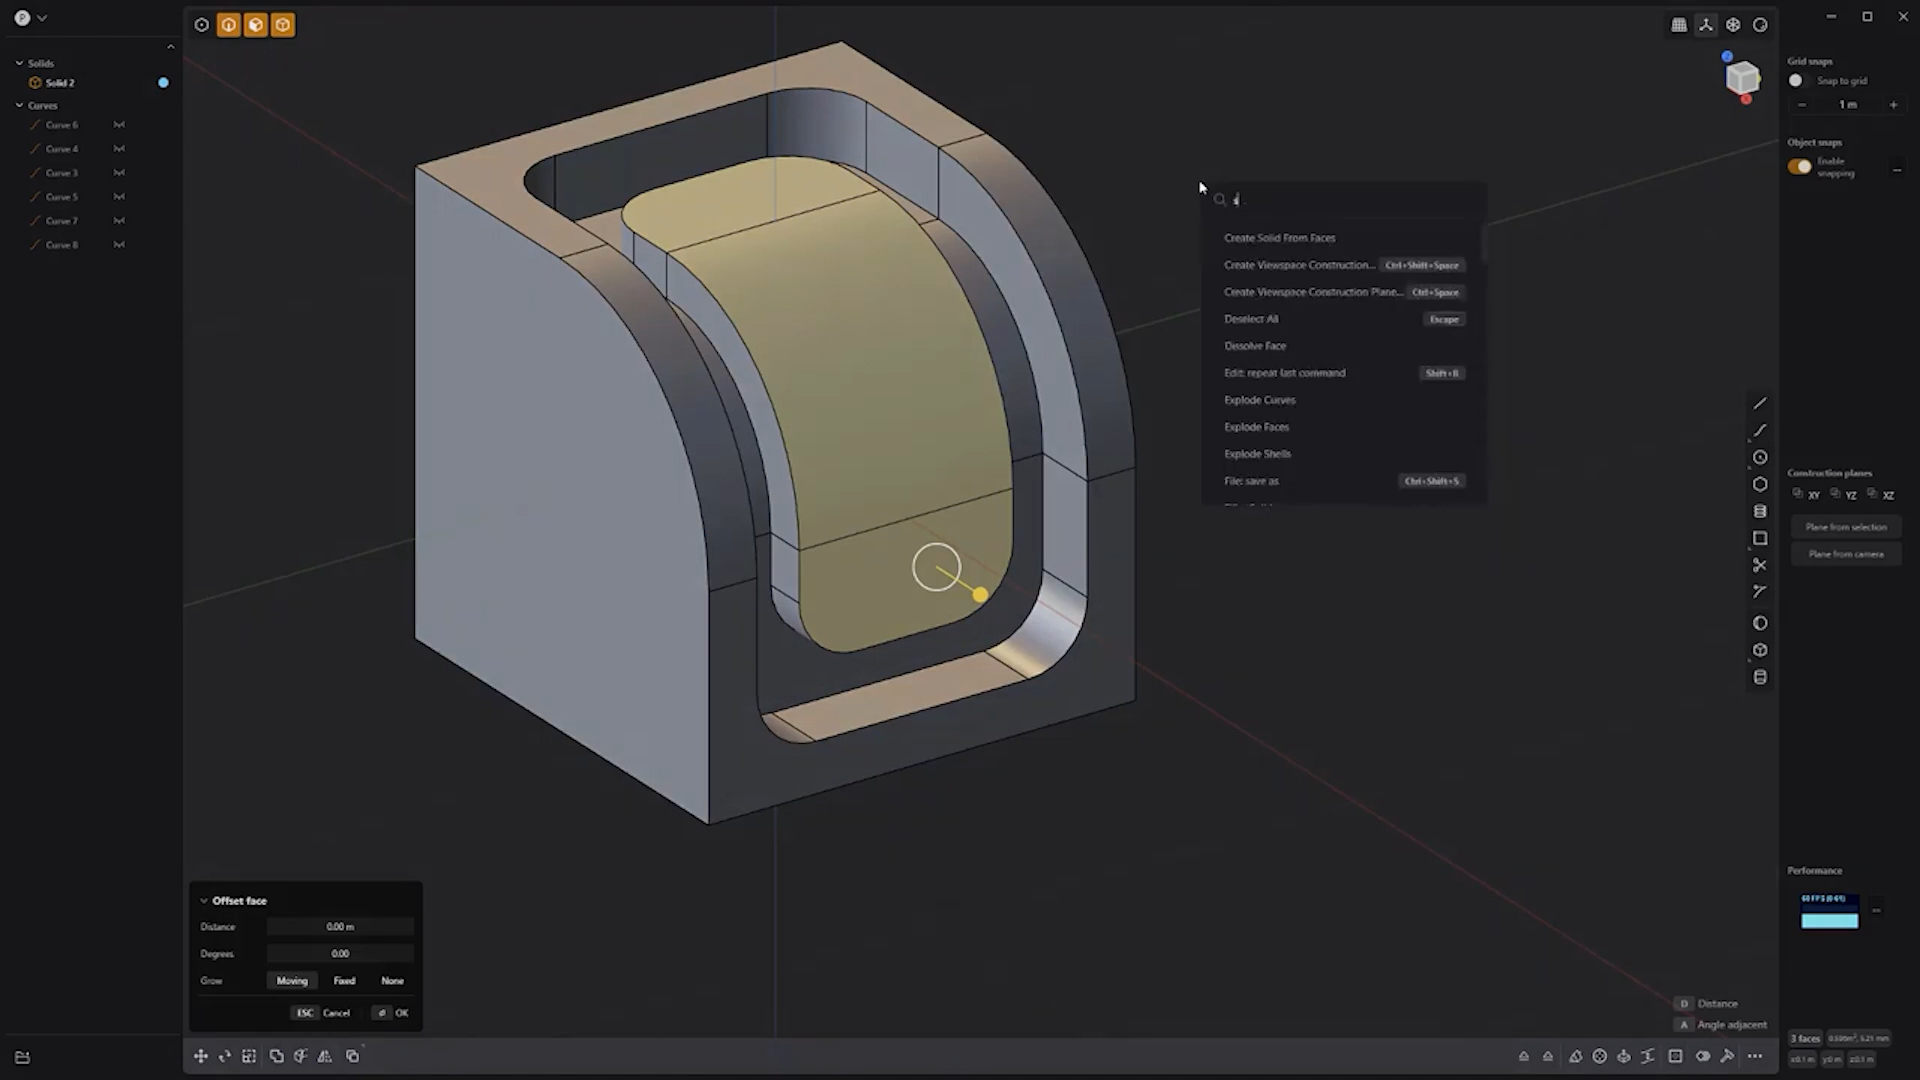 P
Solids
Solid 2
Curves
Curve 6
Curve 4
Curve 3
Curve 5
Curve 7
Curve 8
s
Create Solid From Faces
Create Viewspace Construction... Ctrl+Shift+Space
Create Viewspace Construction Plane... Ctrl+Space
Deselect All Escape
Dissolve Face
Edit: repeat last command Shift+R
Explode Curves
Explode Faces
Explode Shells
File: save as Ctrl+Shift+S
Z
X
Grid snaps
Snap to grid
− 1 m +
Object snaps
Enable
snapping
...
Construction planes
XY YZ XZ
Plane from selection
Plane from camera
Performance
Offset face
Distance 0.00 m
Degrees 0.00
Grow Moving Fixed None
ESC Cancel OK
D Distance
A Angle adjacent
3 faces
x:0.1 m y:0 m z:0.1 m